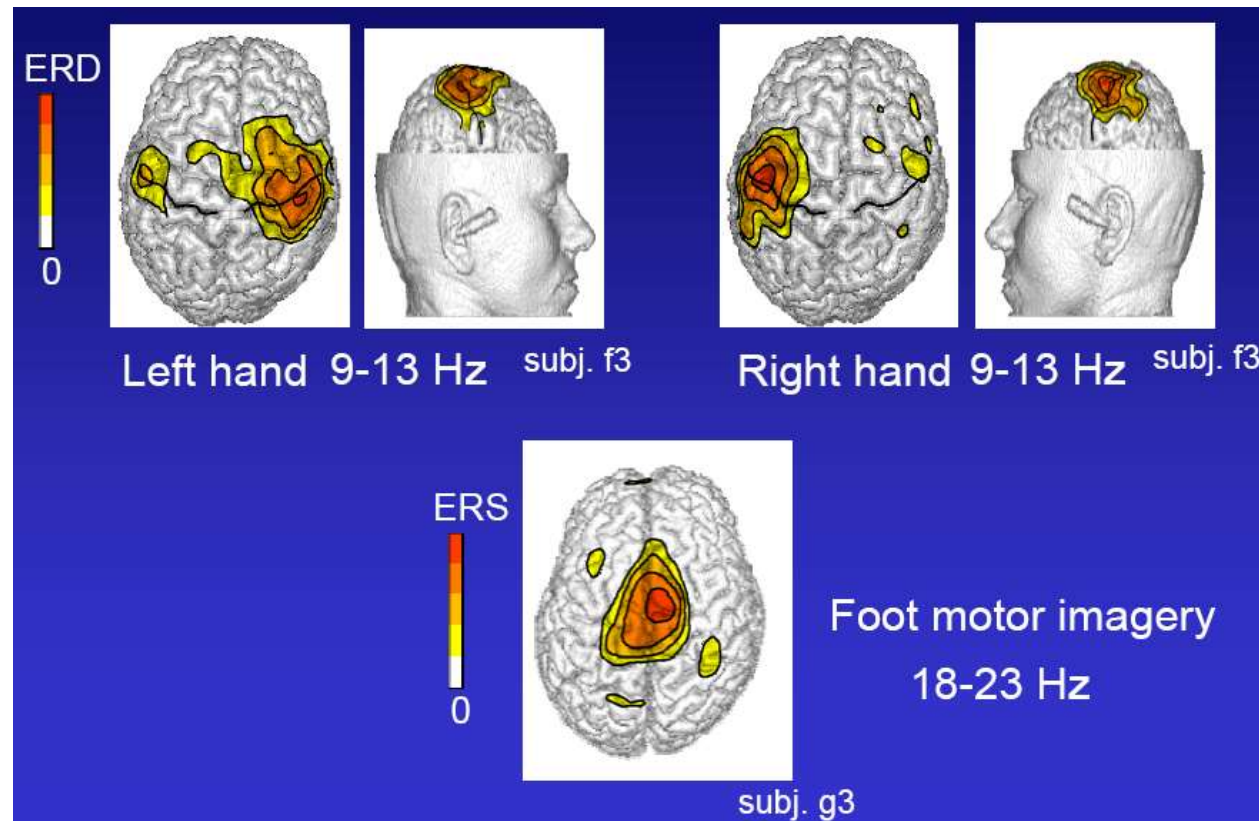 ERD
0
Left hand 9-13 Hz subj. f3
Right hand 9-13 Hz subj. f3
ERS
0
Foot motor imagery
18-23 Hz
subj. g3